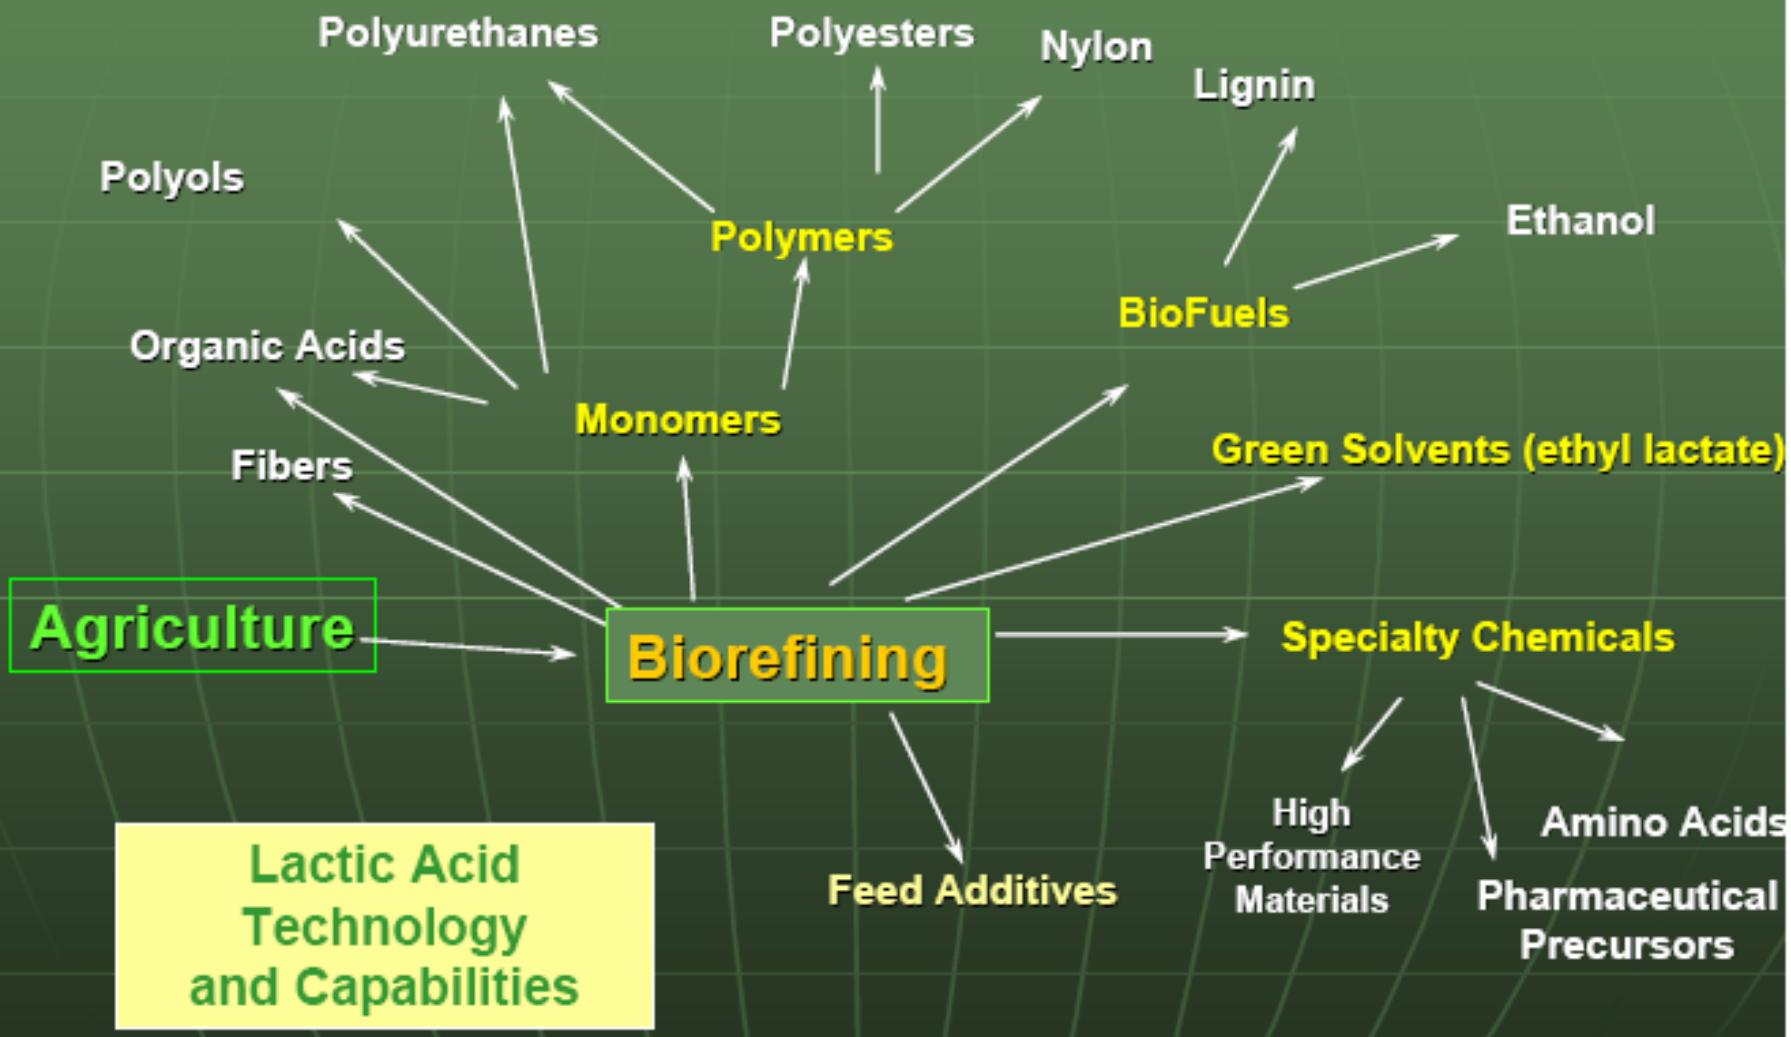 Polyurethanes
Polyesters
Nylon
Lignin
Polyols
Ethanol
Polymers
BioFuels
Organic Acids
Monomers
Green Solvents (ethyl lactate)
Fibers
Agriculture
Biorefining
Specialty Chemicals
High
Performance
Materials
Amino Acids
Pharmaceutical
Precursors
Feed Additives
Lactic Acid
Technology
and Capabilities